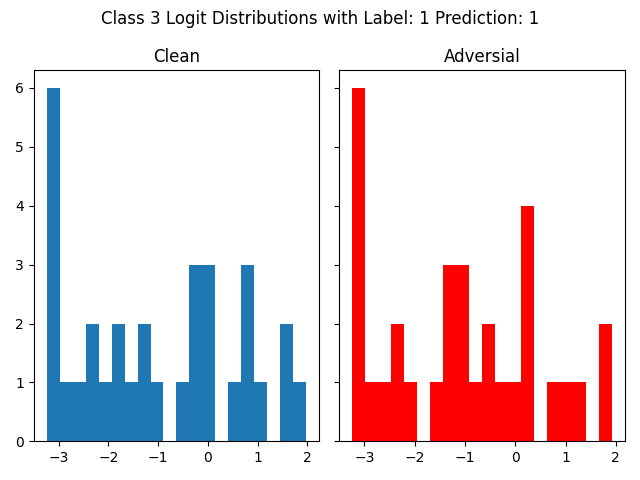 Class 3 Logit Distributions with Label: 1 Prediction: 1
Clean
Adversial
6
5
4
3
2
1
0
−3 −2 −1 0 1 2
−3 −2 −1 0 1 2